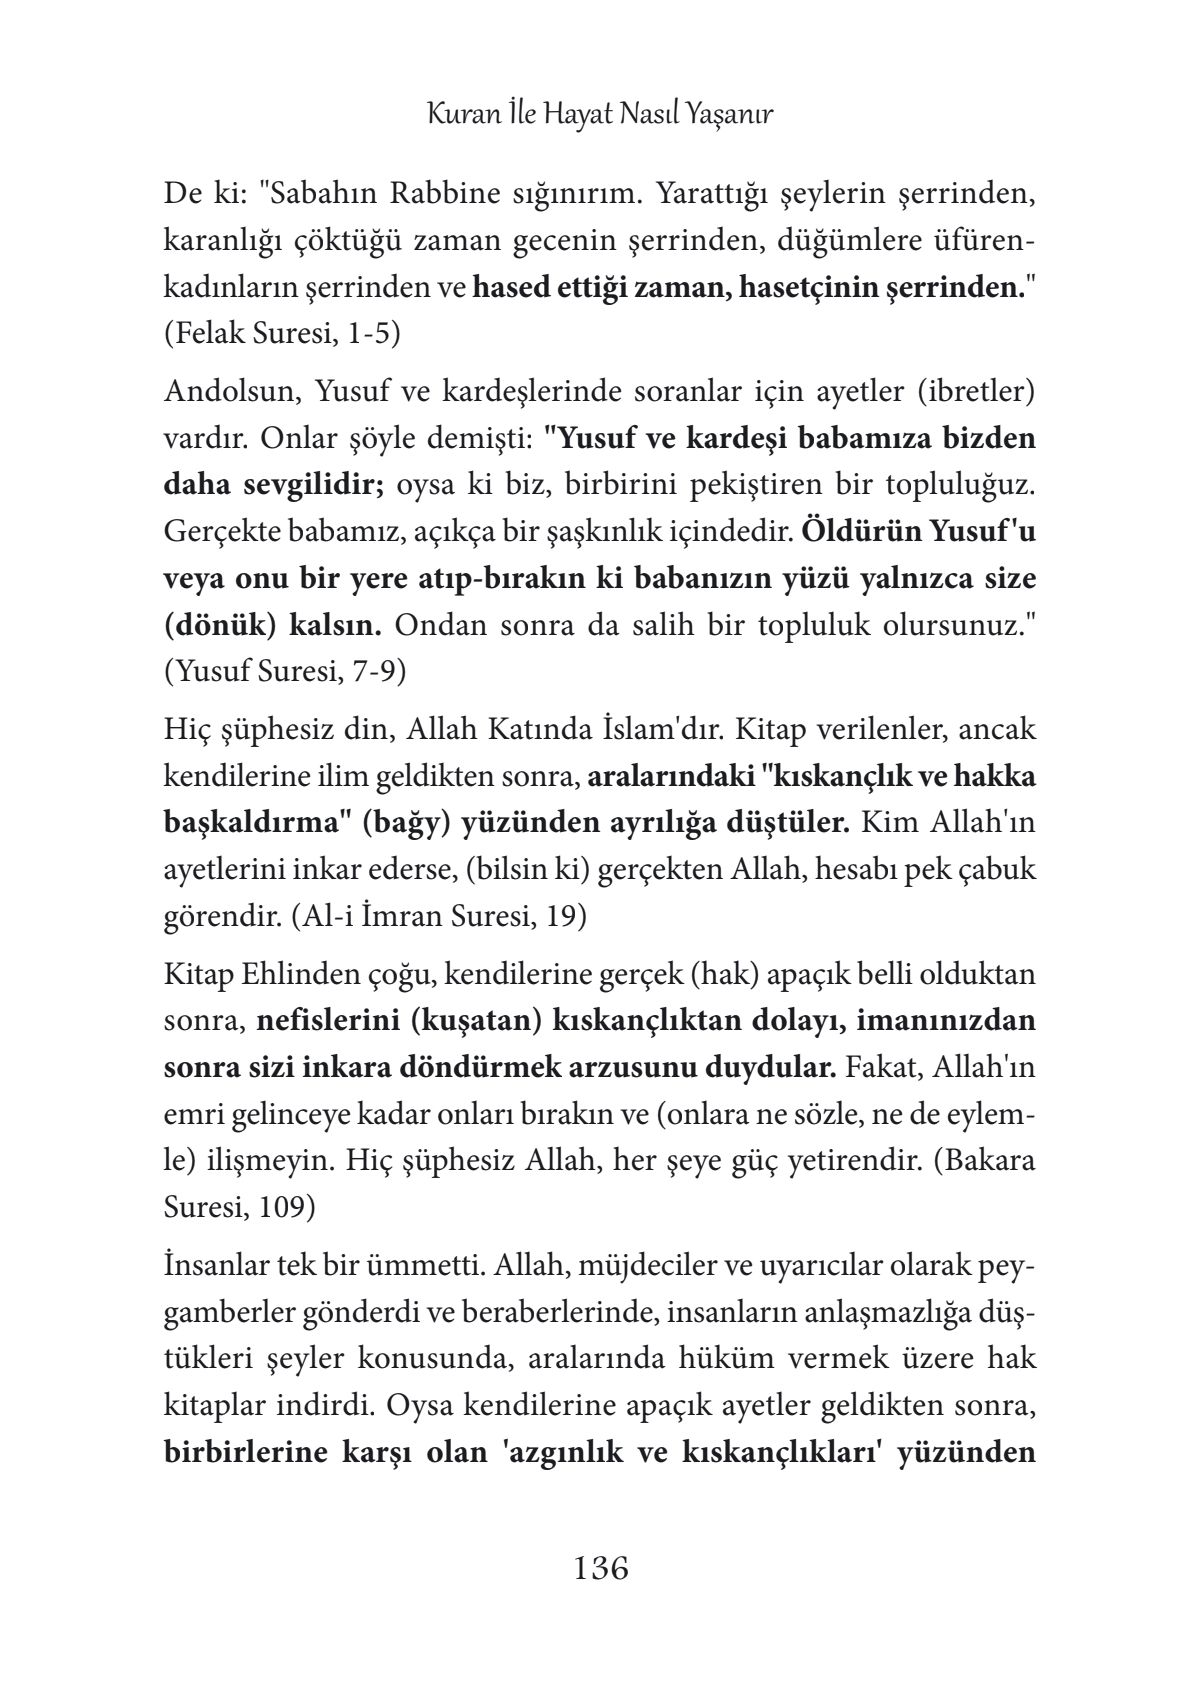 Kuran İle Hayat Nasıl Yaşanır
De ki: "Sabahın Rabbine sığınırım. Yarattığı şeylerin şerrinden,
karanlığı çöktüğü zaman gecenin şerrinden, düğümlere üfüren-
kadınların şerrinden ve hased ettiği zaman, hasetçinin şerrinden."
(Felak Suresi, 1-5)
Andolsun, Yusuf ve kardeşlerinde soranlar için ayetler (ibretler)
vardır. Onlar şöyle demişti: "Yusuf ve kardeşi babamıza bizden
daha sevgilidir; oysa ki biz, birbirini pekiştiren bir topluluğuz.
Gerçekte babamız, açıkça bir şaşkınlık içindedir. Öldürün Yusuf'u
veya onu bir yere atıp-bırakın ki babanızın yüzü yalnızca size
(dönük) kalsın. Ondan sonra da salih bir topluluk olursunuz."
(Yusuf Suresi, 7-9)
Hiç şüphesiz din, Allah Katında İslam'dır. Kitap verilenler, ancak
kendilerine ilim geldikten sonra, aralarındaki "kıskançlık ve hakka
başkaldırma" (bağy) yüzünden ayrılığa düştüler. Kim Allah'ın
ayetlerini inkar ederse, (bilsin ki) gerçekten Allah, hesabı pek çabuk
görendir. (Al-i İmran Suresi, 19)
Kitap Ehlinden çoğu, kendilerine gerçek (hak) apaçık belli olduktan
sonra, nefislerini (kuşatan) kıskançlıktan dolayı, imanınızdan
sonra sizi inkara döndürmek arzusunu duydular. Fakat, Allah'ın
emri gelinceye kadar onları bırakın ve (onlara ne sözle, ne de eylem-
le) ilişmeyin. Hiç şüphesiz Allah, her şeye güç yetirendir. (Bakara
Suresi, 109)
İnsanlar tek bir ümmetti. Allah, müjdeciler ve uyarıcılar olarak pey-
gamberler gönderdi ve beraberlerinde, insanların anlaşmazlığa düş-
tükleri şeyler konusunda, aralarında hüküm vermek üzere hak
kitaplar indirdi. Oysa kendilerine apaçık ayetler geldikten sonra,
birbirlerine karşı olan 'azgınlık ve kıskançlıkları' yüzünden
136